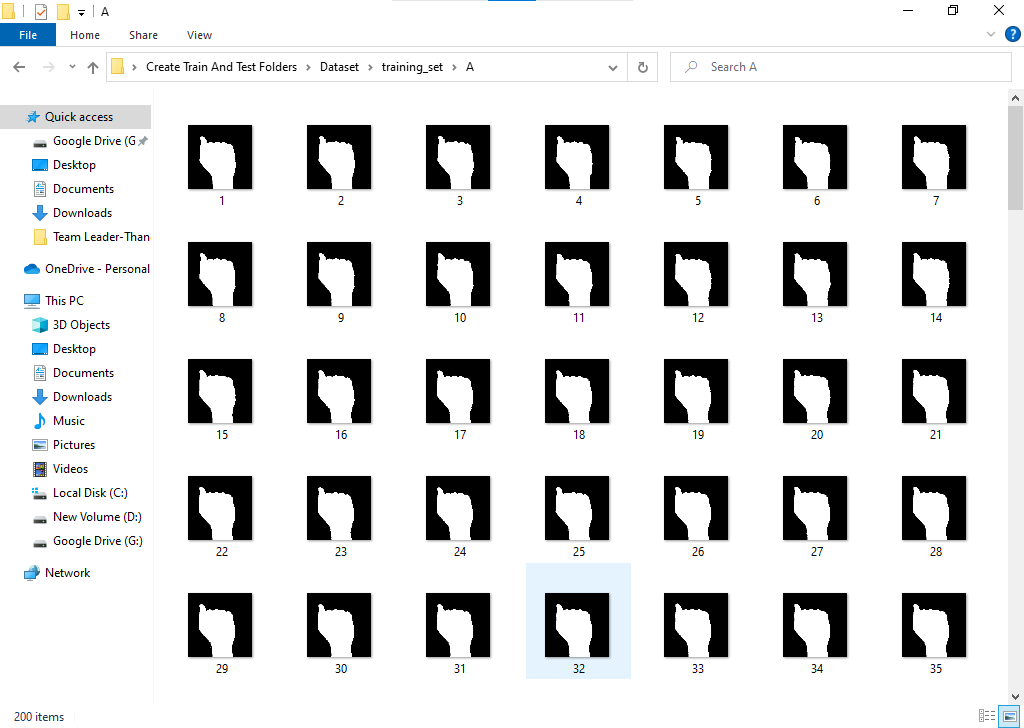 A
File Home Share View
Create Train And Test Folders Dataset training_set A Search A
Quick access
Google Drive (G
Desktop
Documents
Downloads
Team Leader-Than
OneDrive - Personal
This PC
3D Objects
Desktop
Documents
Downloads
Music
Pictures
Videos
Local Disk (C:)
New Volume (D:)
Google Drive (G:)
Network
1 2 3 4 5 6 7
8 9 10 11 12 13 14
15 16 17 18 19 20 21
22 23 24 25 26 27 28
29 30 31 32 33 34 35
200 items